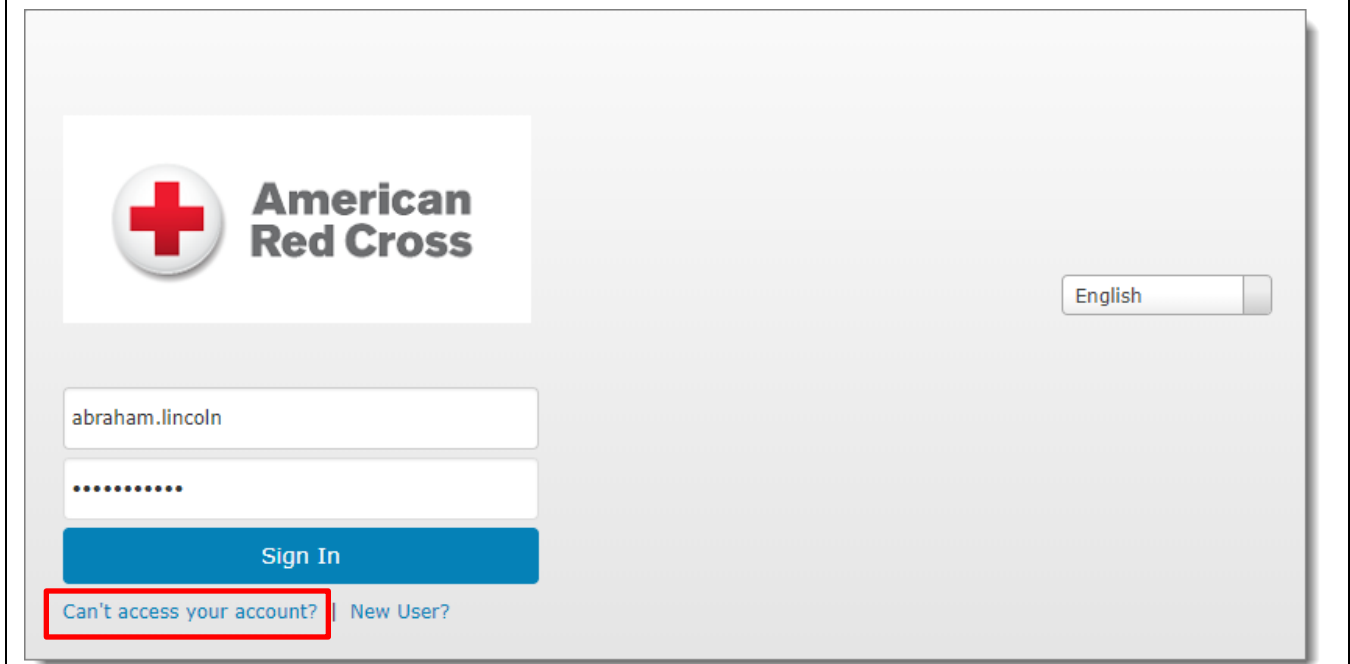 American
Red Cross
English
abraham.lincoln
•••••••••••
Sign In
Can't access your account? | New User?